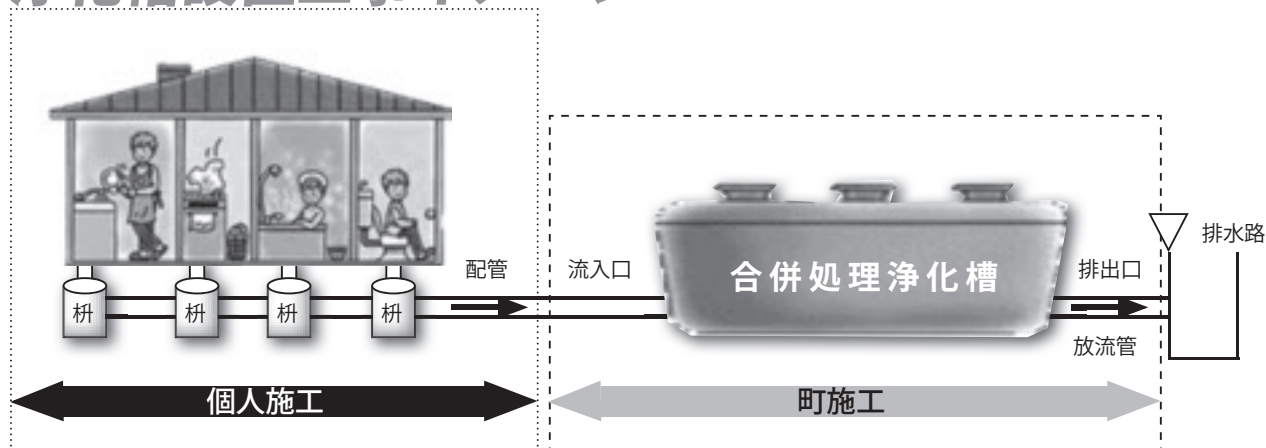 配管
流入口
合併処理浄化槽
排出口
排水路
枡
枡
枡
枡
放流管
個人施工
町施工